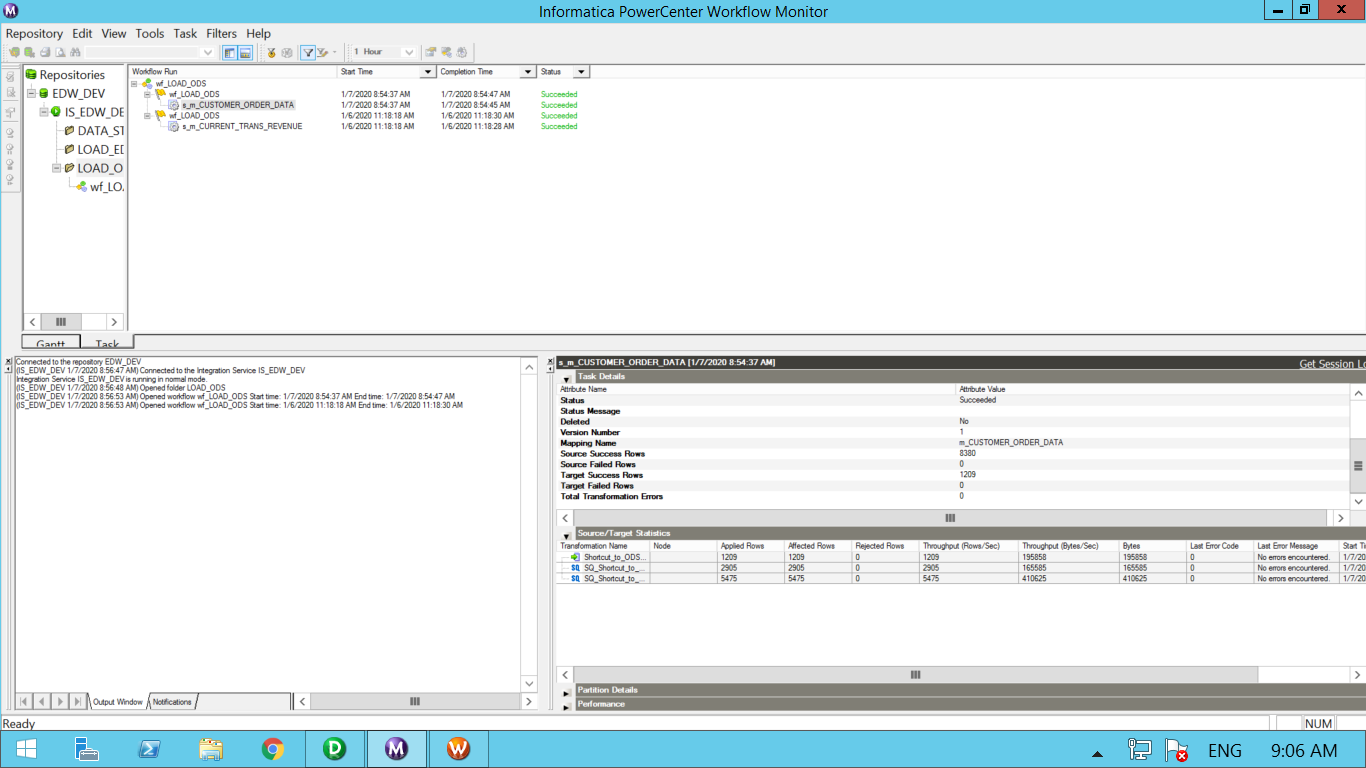 Informatica PowerCenter Workflow Monitor
Repository Edit View Tools Task Filters Help
1 Hour
Repositories
EDW_DEV
IS_EDW_DE
DATA_ST
LOAD_ED
LOAD_O
wf_LO.
Workflow Run Start Time Completion Time Status
wf_LOAD_ODS
wf_LOAD_ODS 1/7/2020 8:54:37 AM 1/7/2020 8:54:47 AM Succeeded
s_m_CUSTOMER_ORDER_DATA 1/7/2020 8:54:37 AM 1/7/2020 8:54:45 AM Succeeded
wf_LOAD_ODS 1/6/2020 11:18:18 AM 1/6/2020 11:18:30 AM Succeeded
s_m_CURRENT_TRANS_REVENUE 1/6/2020 11:18:18 AM 1/6/2020 11:18:28 AM Succeeded
Gantt Task
Connected to the repository EDW_DEV
(IS_EDW_DEV 1/7/2020 8:56:47 AM) Connected to the Integration Service IS_EDW_DEV
Integration Service IS_EDW_DEV is running in normal mode.
(IS_EDW_DEV 1/7/2020 8:56:48 AM) Opened folder LOAD_ODS
(IS_EDW_DEV 1/7/2020 8:56:53 AM) Opened workflow wf_LOAD_ODS Start time: 1/7/2020 8:54:37 AM End time: 1/7/2020 8:54:47 AM
(IS_EDW_DEV 1/7/2020 8:56:53 AM) Opened workflow wf_LOAD_ODS Start time: 1/6/2020 11:18:18 AM End time: 1/6/2020 11:18:30 AM
Output Window Notifications
s_m_CUSTOMER_ORDER_DATA [1/7/2020 8:54:37 AM] Get Session Lo
Task Details
Attribute Name Attribute Value
Status Succeeded
Status Message
Deleted No
Version Number 1
Mapping Name m_CUSTOMER_ORDER_DATA
Source Success Rows 8380
Source Failed Rows 0
Target Success Rows 1209
Target Failed Rows 0
Total Transformation Errors 0
Source/Target Statistics
Transformation Name Node Applied Rows Affected Rows Rejected Rows Throughput (Rows/Sec) Throughput (Bytes/Sec) Bytes Last Error Code Last Error Message Start Ti
Shortcut_to_ODS... 1209 1209 0 1209 195858 195858 0 No errors encountered. 1/7/20
SQ SQ_Shortcut_to_... 2905 2905 0 2905 165585 165585 0 No errors encountered. 1/7/20
SQ SQ_Shortcut_to_... 5475 5475 0 5475 410625 410625 0 No errors encountered. 1/7/20
Partition Details
Performance
Ready NUM
D M W ENG 9:06 AM